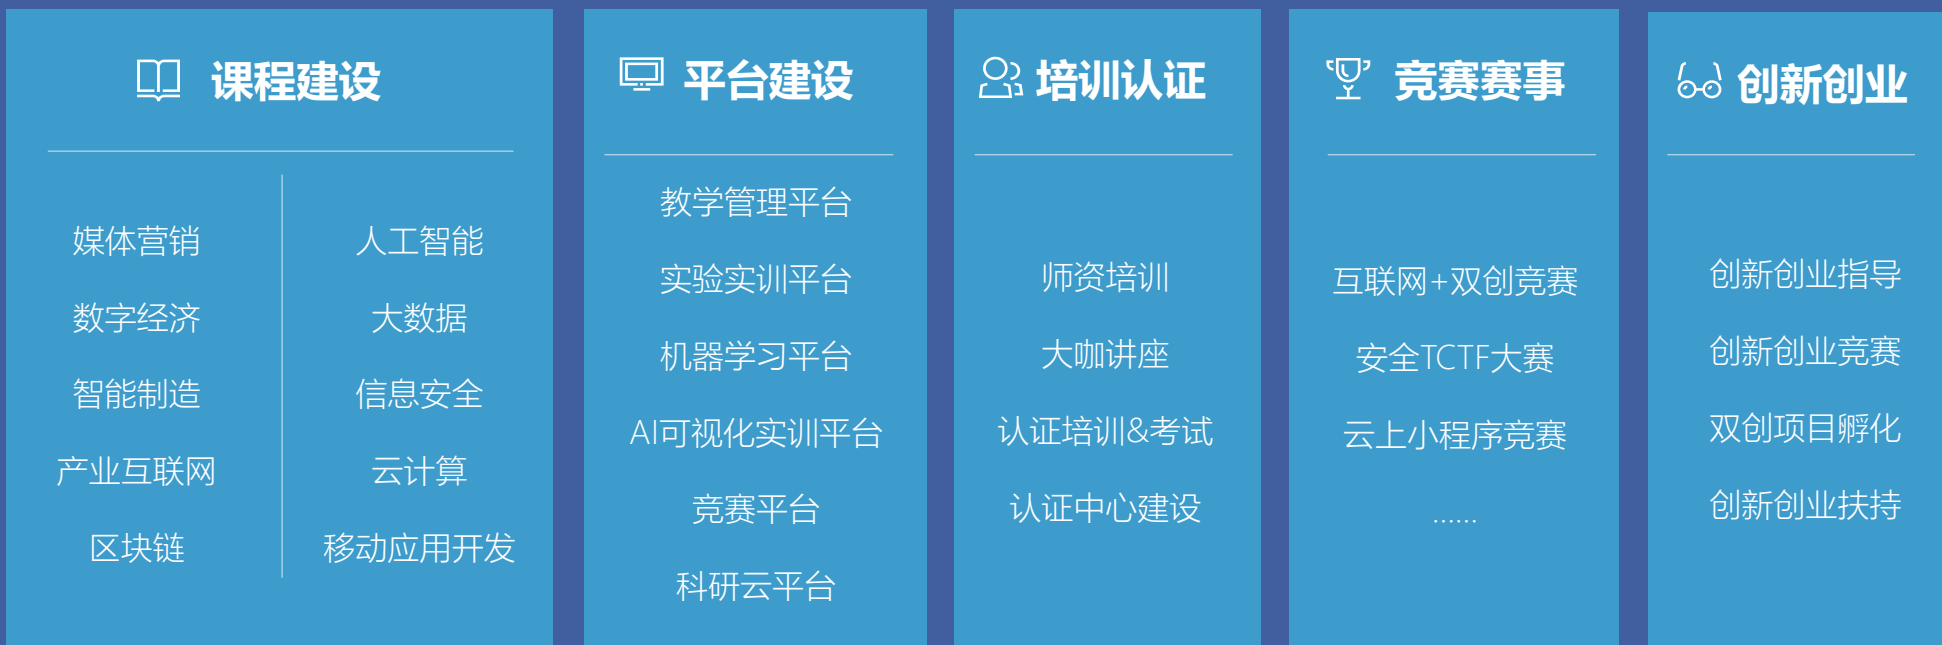 课程建设
媒体营销
数字经济
智能制造
产业互联网
区块链
人工智能
大数据
信息安全
云计算
移动应用开发
平台建设
教学管理平台
实验实训平台
机器学习平台
AI可视化实训平台
竞赛平台
科研云平台
培训认证
师资培训
大咖讲座
认证培训&考试
认证中心建设
竞赛赛事
互联网+双创竞赛
安全TCTF大赛
云上小程序竞赛
......
创新创业
创新创业指导
创新创业竞赛
双创项目孵化
创新创业扶持